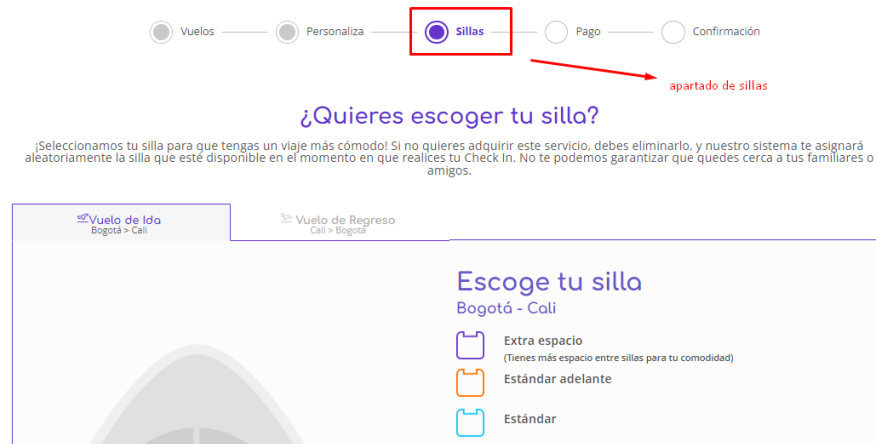 Vuelos
Personaliza
Sillas
Pago
Confirmación
apartado de sillas
¿Quieres escoger tu silla?
¡Seleccionamos tu silla para que tengas un viaje más cómodo! Si no quieres adquirir este servicio, debes eliminarlo, y nuestro sistema te asignará
aleatoriamente la silla que esté disponible en el momento en que realices tu Check In. No te podemos garantizar que quedes cerca a tus familiares o
amigos.
Vuelo de Ida
Bogotá > Cali
Vuelo de Regreso
Cali > Bogotá
Escoge tu silla
Bogotá - Cali
Extra espacio
(Tienes más espacio entre sillas para tu comodidad)
Estándar adelante
Estándar